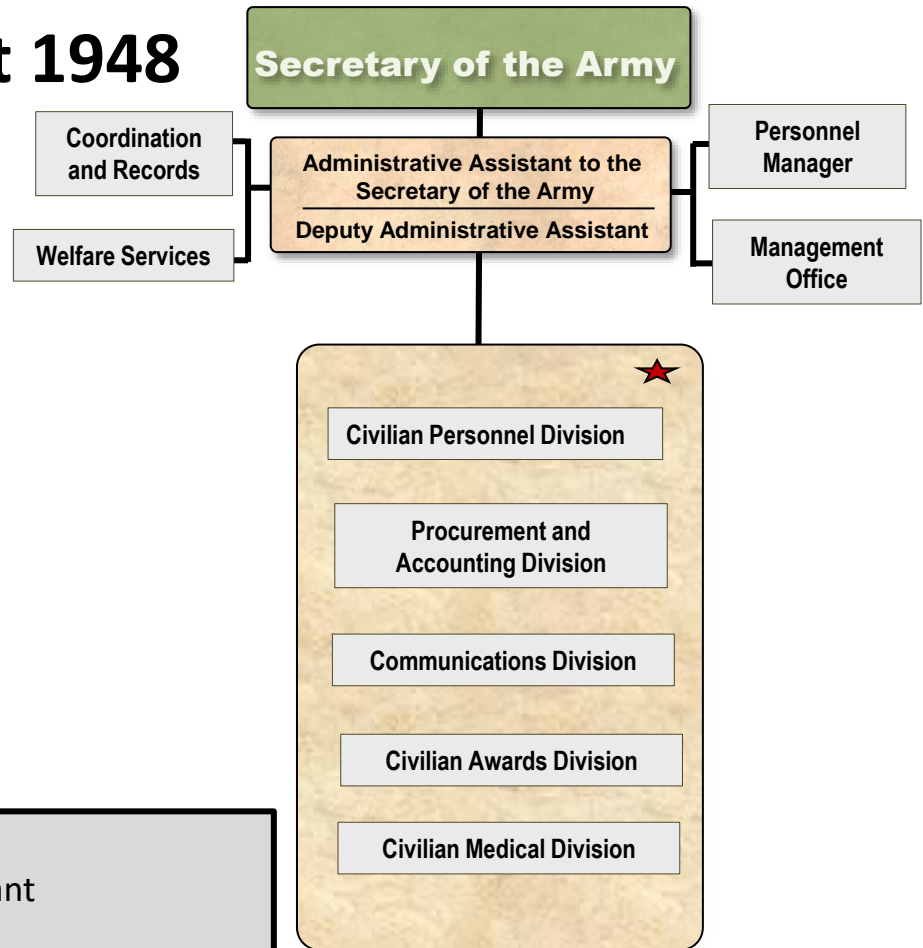 t 1948
Secretary of the Army
Coordination
and Records
Administrative Assistant to the
Secretary of the Army
Deputy Administrative Assistant
Personnel
Manager
Welfare Services
Management
Office
Civilian Personnel Division
Procurement and
Accounting Division
Communications Division
Civilian Awards Division
Civilian Medical Division
ant